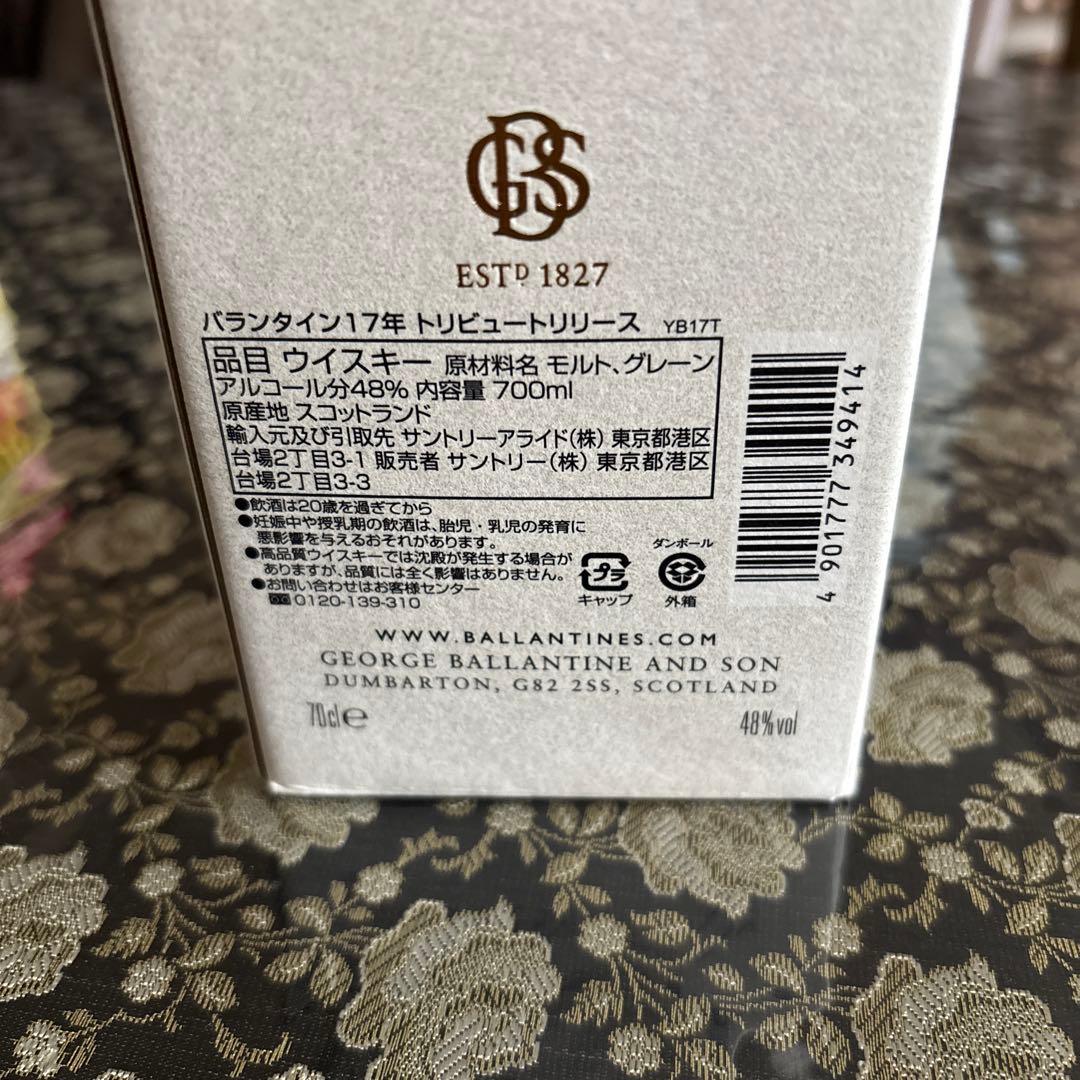 GBS
ESTD 1827
バランタイン17年 トリビュートリリース YB17T
品目 ウイスキー 原材料名 モルト、グレーン
アルコール分48% 内容量 700ml
原産地 スコットランド
輸入元及び引取先 サントリーアライド(株) 東京都港区
台場2丁目3-1 販売者 サントリー(株) 東京都港区
台場2丁目3-3
●飲酒は20歳を過ぎてから
●妊娠中や授乳期の飲酒は、胎児・乳児の発育に
悪影響を与えるおそれがあります。
●高品質ウイスキーでは沈殿が発生する場合が
ありますが、品質には全く影響はありません。
●お問い合わせはお客様センター
0120-139-310
プラ
キャップ
ダンボール
外箱
4 901777 349414
WWW.BALLANTINES.COM
GEORGE BALLANTINE AND SON
DUMBARTON, G82 2SS, SCOTLAND
70cl e
48%vol